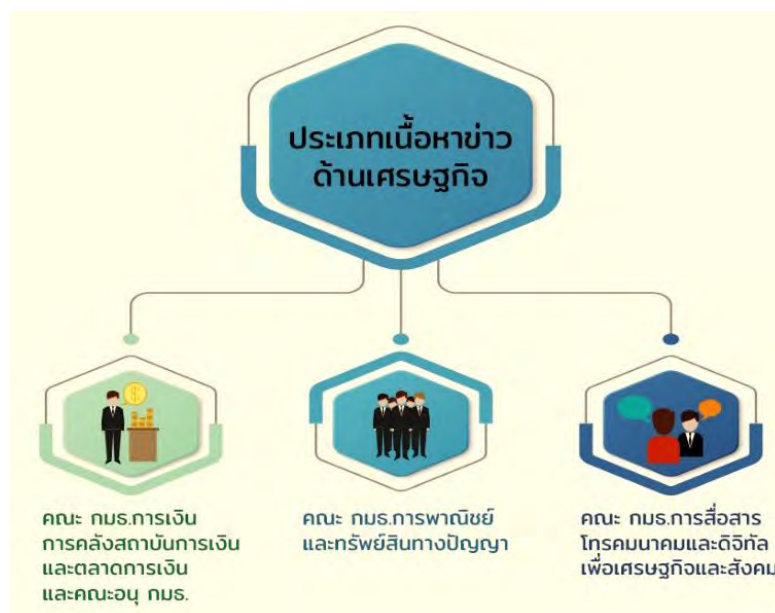 ประเภทเนื้อหาข่าว
ด้านเศรษฐกิจ
คณะ กมธ.การเงิน
การคลังสถาบันการเงิน
และตลาดการเงิน
และคณะอนุ กมธ.
คณะ กมธ.การพาณิชย์
และทรัพย์สินทางปัญญา
คณะ กมธ.การสื่อสาร
โทรคมนาคมและดิจิทัล
เพื่อเศรษฐกิจและสังคม